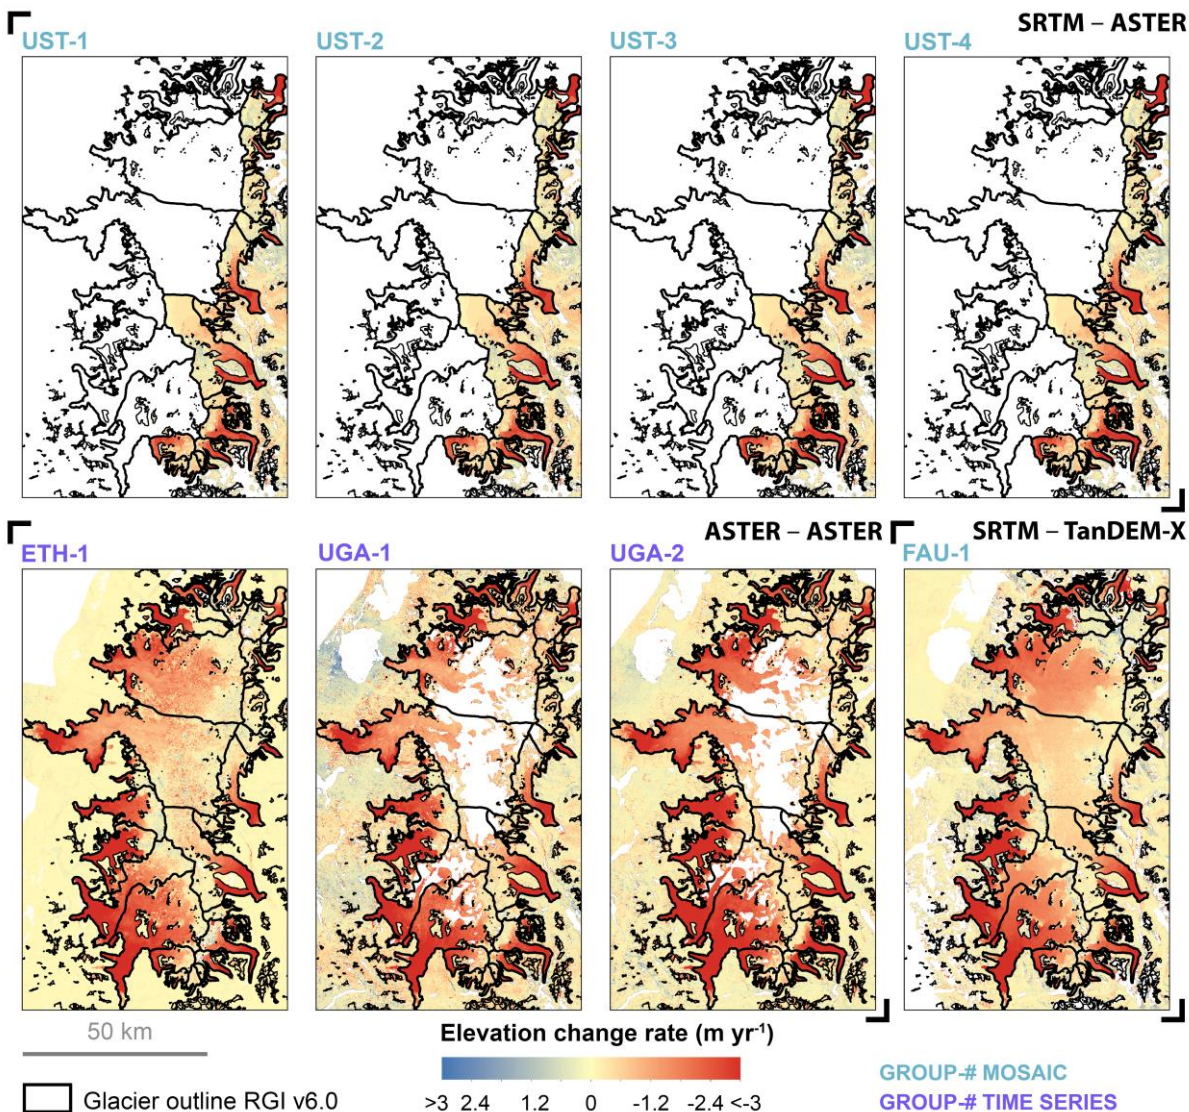 SRTM – ASTER
UST-1 UST-2 UST-3 UST-4
ASTER – ASTER SRTM – TanDEM-X
ETH-1 UGA-1 UGA-2 FAU-1
50 km
Elevation change rate (m yr⁻¹)
Glacier outline RGI v6.0
>3 2.4 1.2 0 -1.2 -2.4 <-3
GROUP-# MOSAIC
GROUP-# TIME SERIES